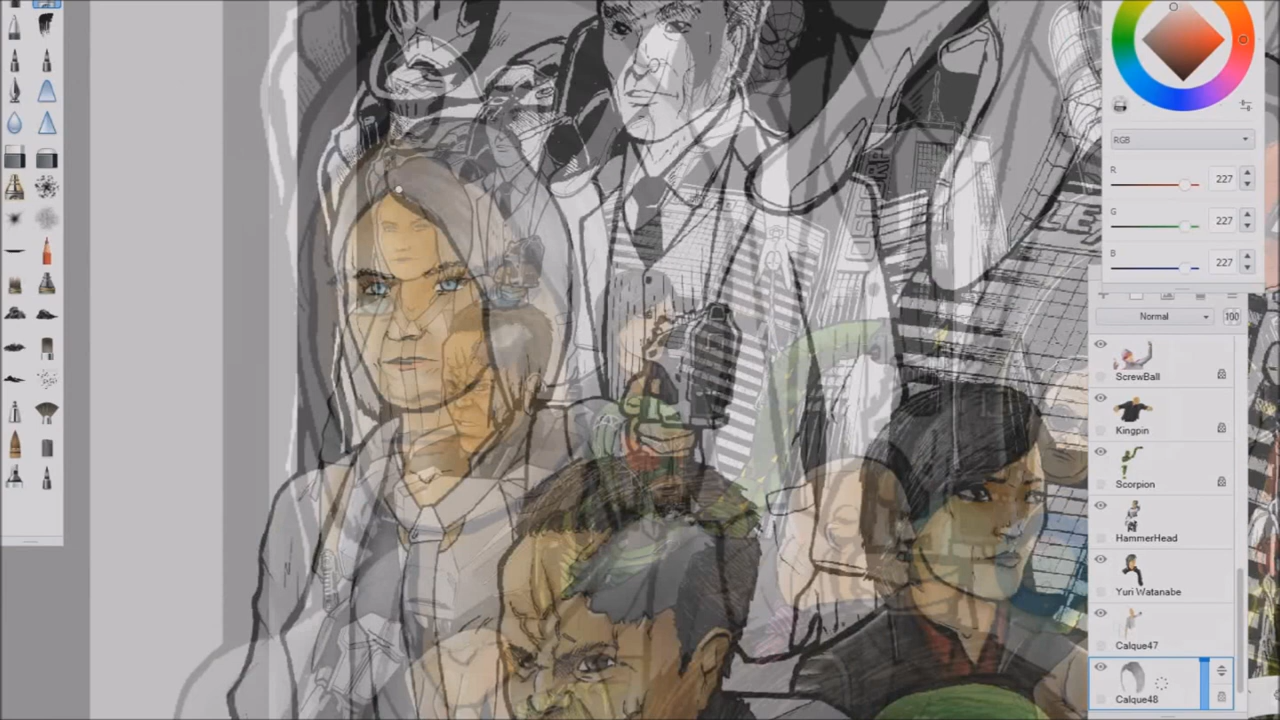 RGB
R
227
G
227
B
227
Normal
100
ScrewBall
Kingpin
Scorpion
HammerHead
Yuri Watanabe
Calque47
Calque48